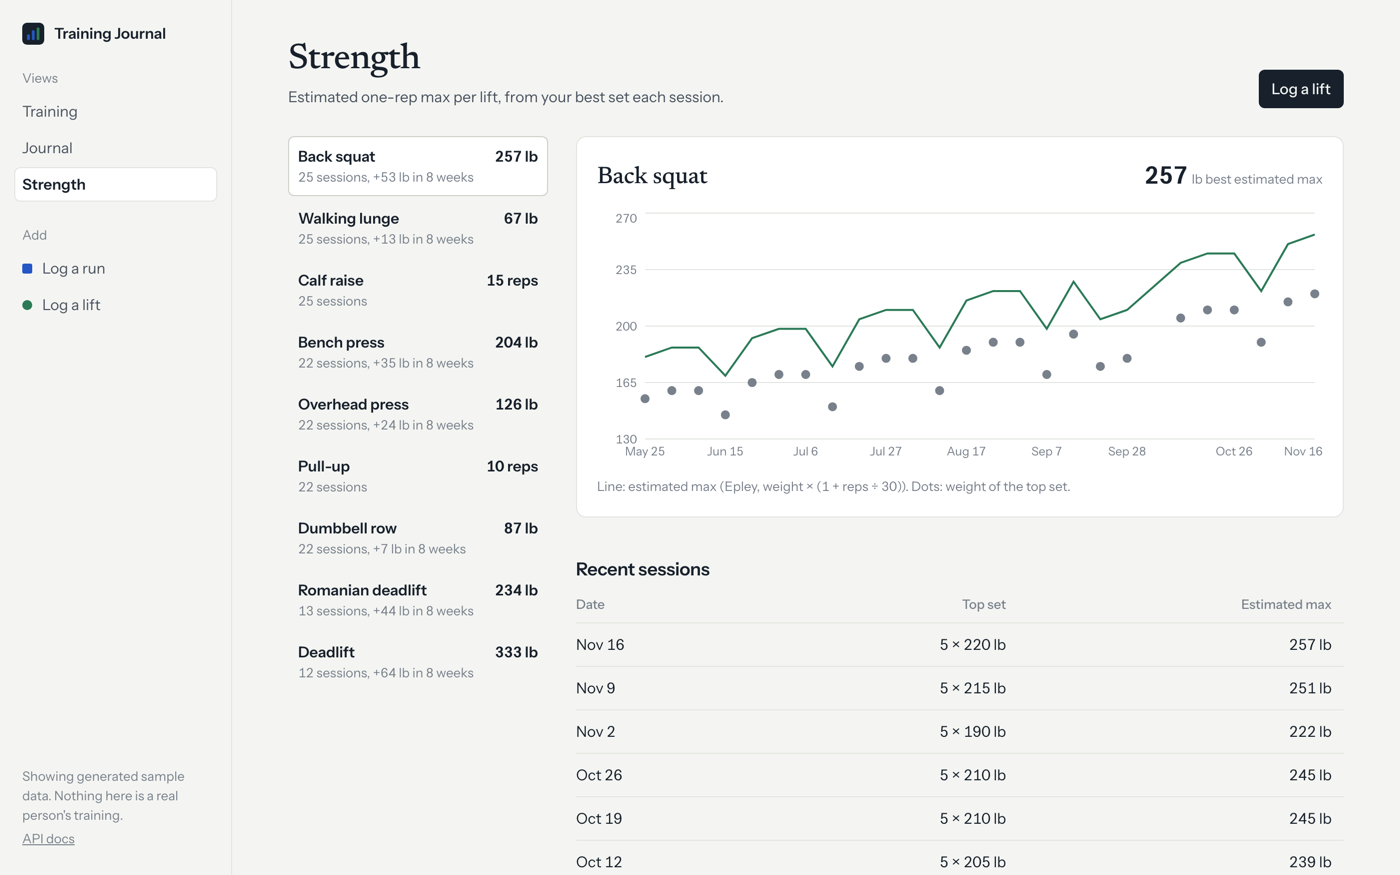 Training Journal
Views
Training
Journal
Strength
Add
Log a run
Log a lift
Showing generated sample
data. Nothing here is a real
person's training.
API docs
Strength
Estimated one-rep max per lift, from your best set each session.
Log a lift
Back squat 257 lb
25 sessions, +53 lb in 8 weeks
Walking lunge 67 lb
25 sessions, +13 lb in 8 weeks
Calf raise 15 reps
25 sessions
Bench press 204 lb
22 sessions, +35 lb in 8 weeks
Overhead press 126 lb
22 sessions, +24 lb in 8 weeks
Pull-up 10 reps
22 sessions
Dumbbell row 87 lb
22 sessions, +7 lb in 8 weeks
Romanian deadlift 234 lb
13 sessions, +44 lb in 8 weeks
Deadlift 333 lb
12 sessions, +64 lb in 8 weeks
Back squat 257 lb best estimated max
270
235
200
165
130
May 25 Jun 15 Jul 6 Jul 27 Aug 17 Sep 7 Sep 28 Oct 26 Nov 16
Line: estimated max (Epley, weight × (1 + reps ÷ 30)). Dots: weight of the top set.
Recent sessions
Date Top set Estimated max
Nov 16 5 × 220 lb 257 lb
Nov 9 5 × 215 lb 251 lb
Nov 2 5 × 190 lb 222 lb
Oct 26 5 × 210 lb 245 lb
Oct 19 5 × 210 lb 245 lb
Oct 12 5 × 205 lb 239 lb